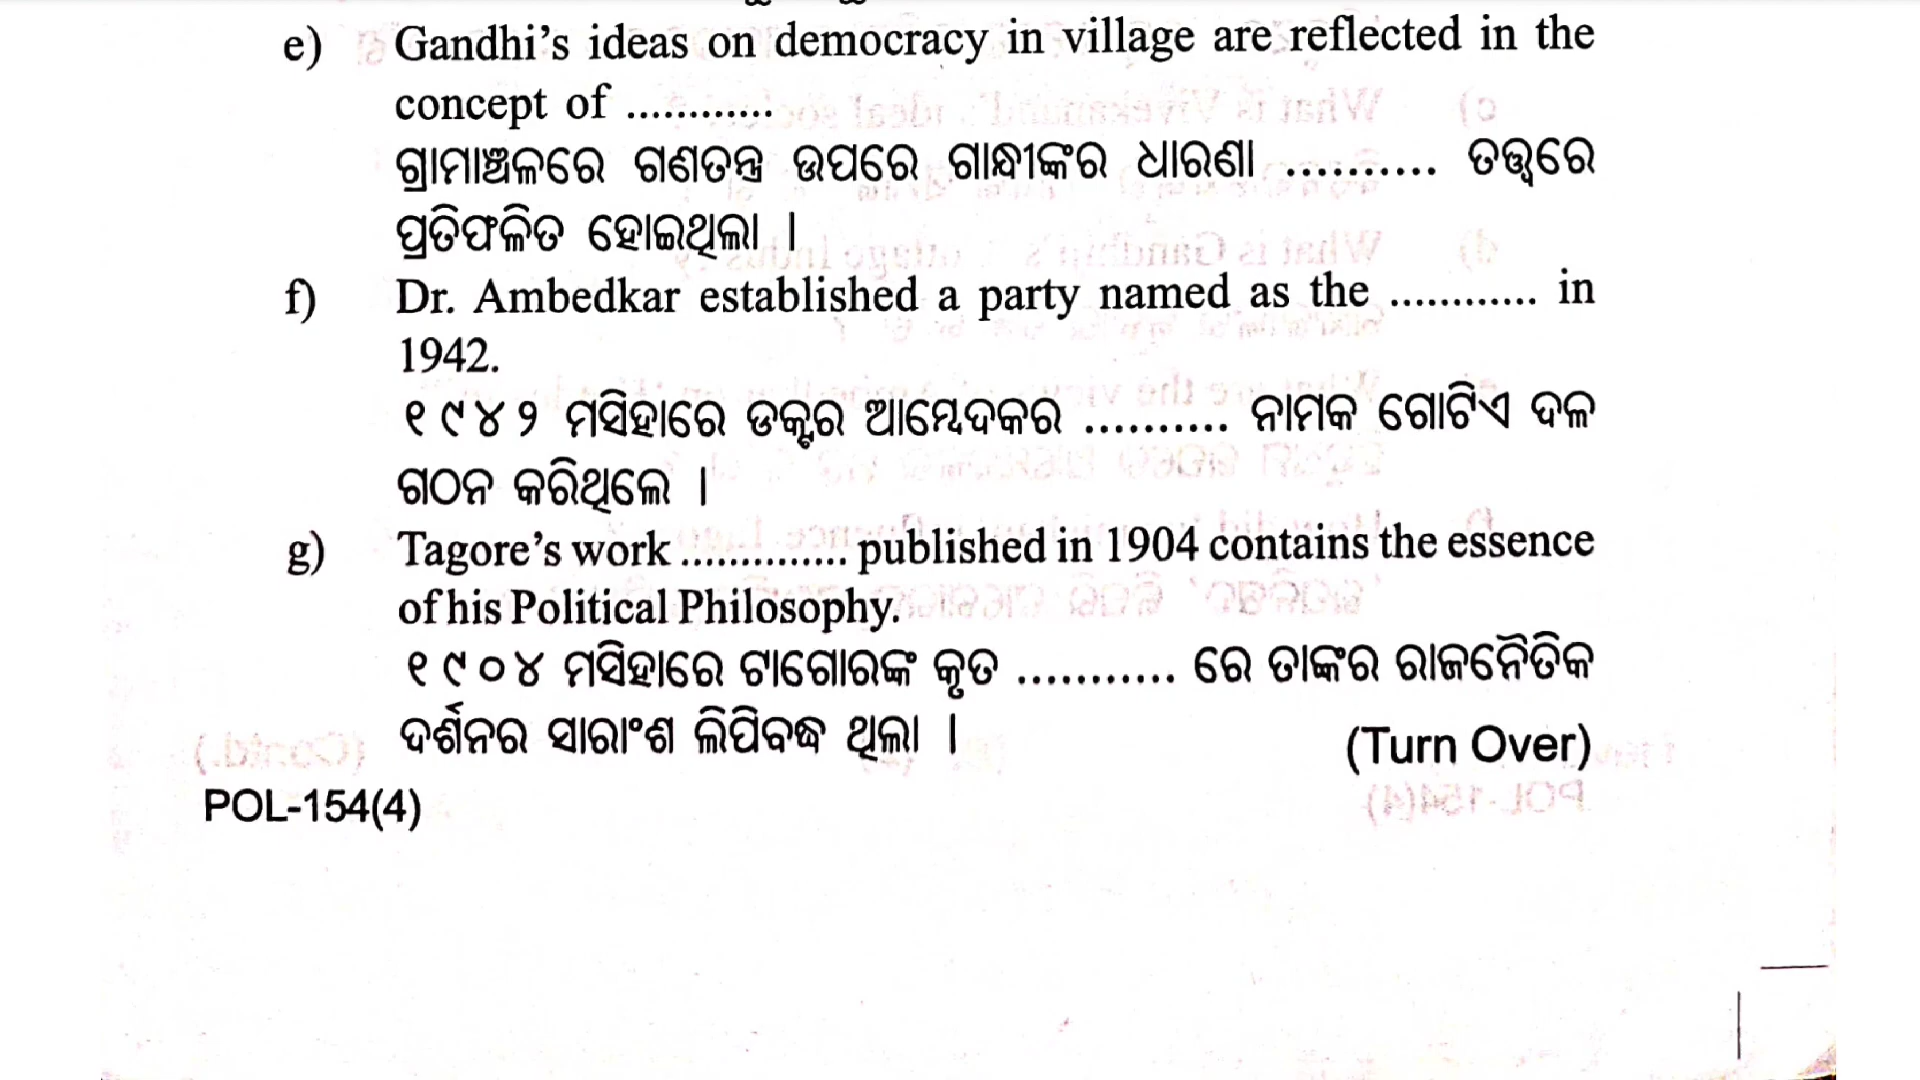 e) Gandhi's ideas on democracy in village are reflected in the
concept of ............
ଗ୍ରାମାଞ୍ଚଳରେ ଗଣତନ୍ତ୍ର ଉପରେ ଗାନ୍ଧୀଙ୍କର ଧାରଣା .......... ତତ୍ତ୍ୱରେ
ପ୍ରତିଫଳିତ ହୋଇଥିଲା ।
f) Dr. Ambedkar established a party named as the ............ in
1942.
୧୯୪୨ ମସିହାରେ ଡକ୍ଟର ଆମ୍ବେଦକର .......... ନାମକ ଗୋଟିଏ ଦଳ
ଗଠନ କରିଥିଲେ ।
g) Tagore's work .............. published in 1904 contains the essence
of his Political Philosophy.
୧୯୦୪ ମସିହାରେ ଟାଗୋରଙ୍କ କୃତ ........... ରେ ତାଙ୍କର ରାଜନୈତିକ
ଦର୍ଶନର ସାରାଂଶ ଲିପିବଦ୍ଧ ଥିଲା ।
(Turn Over)
POL-154(4)